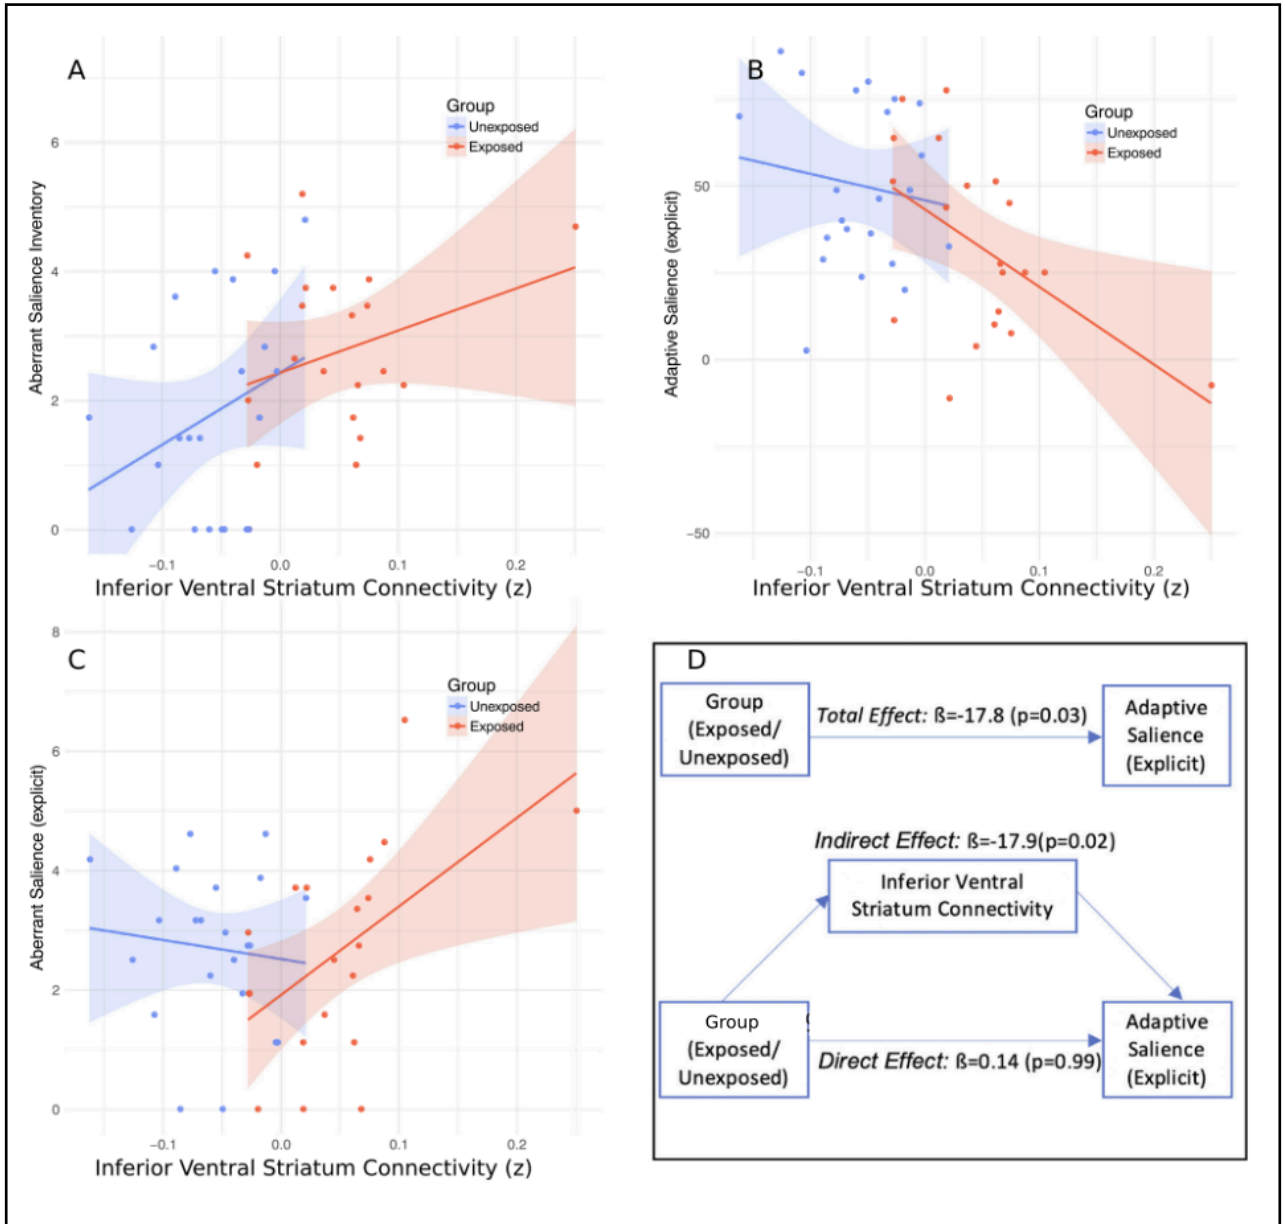 A
Group
Unexposed
Exposed
6
4
2
0
Aberrant Salience Inventory
−0.1
0.0
0.1
0.2
Inferior Ventral Striatum Connectivity (z)
B
Group
Unexposed
Exposed
50
0
−50
Adaptive Salience (explicit)
−0.1
0.0
0.1
0.2
Inferior Ventral Striatum Connectivity (z)
C
Group
Unexposed
Exposed
8
6
4
2
0
Aberrant Salience (explicit)
−0.1
0.0
0.1
0.2
Inferior Ventral Striatum Connectivity (z)
D
Group
(Exposed/
Unexposed)
Total Effect: ß=-17.8 (p=0.03)
Adaptive
Salience
(Explicit)
Indirect Effect: ß=-17.9(p=0.02)
Inferior Ventral
Striatum Connectivity
Group
(Exposed/
Unexposed)
Direct Effect: ß=0.14 (p=0.99)
Adaptive
Salience
(Explicit)